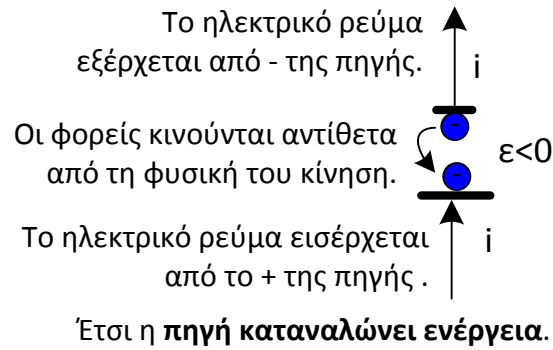 Το ηλεκτρικό ρεύμα
εξέρχεται από - της πηγής.
i
Οι φορείς κινούνται αντίθετα
από τη φυσική του κίνηση.
-
-
ε<0
Το ηλεκτρικό ρεύμα εισέρχεται
από το + της πηγής .
i
Έτσι η πηγή καταναλώνει ενέργεια.